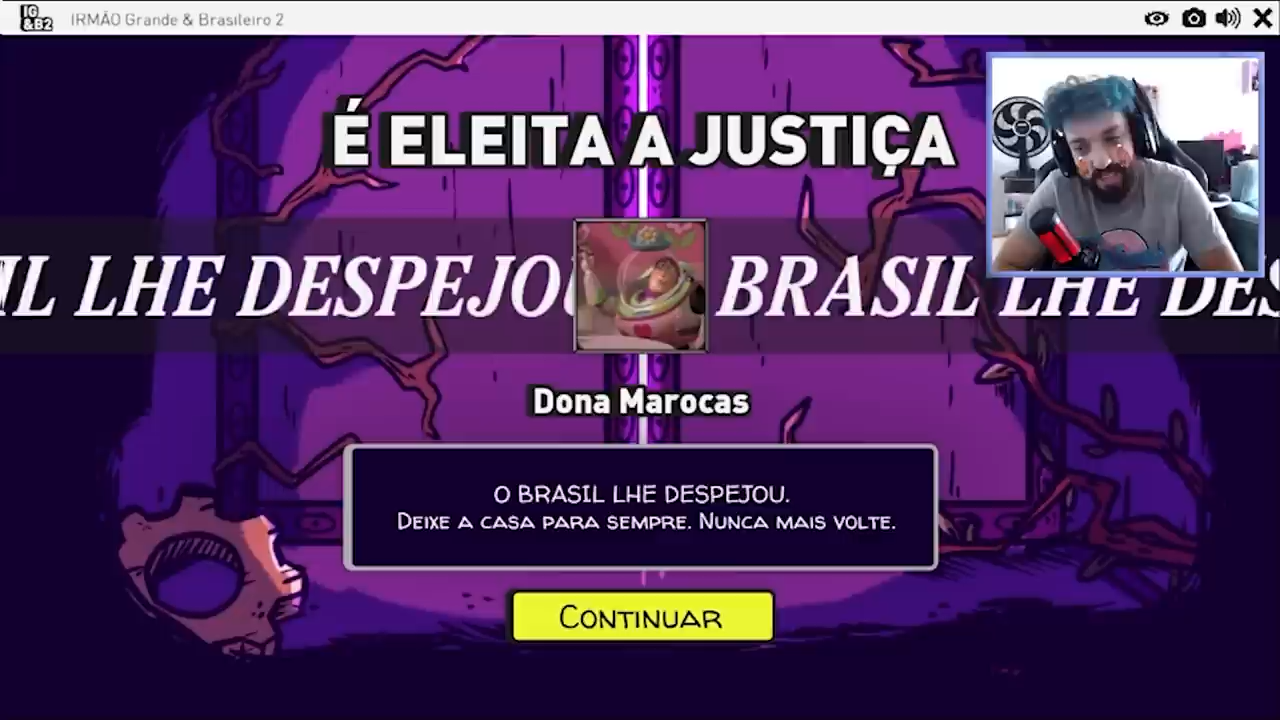 IG
&B2
IRMÃO Grande & Brasileiro 2
É ELEITA A JUSTIÇA
IL LHE DESPEJOU BRASIL LHE DES
Dona Marocas
O BRASIL LHE DESPEJOU.
DEIXE A CASA PARA SEMPRE. NUNCA MAIS VOLTE.
CONTINUAR